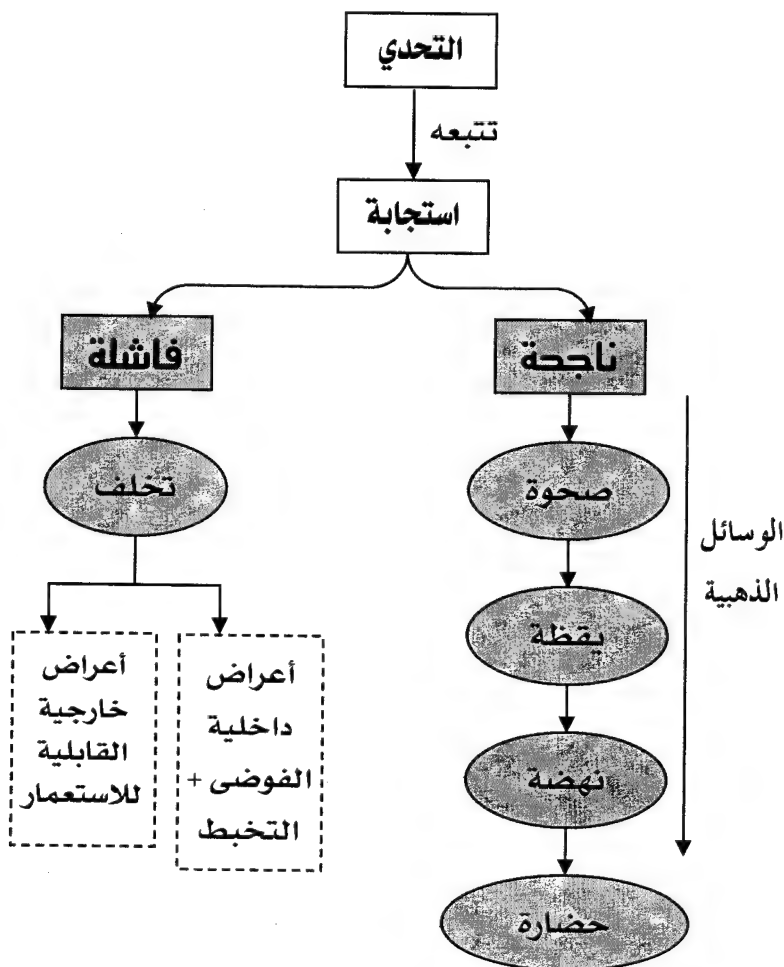 التحدي
تتبعه
استجابة
ناجحة
فاشلة
صحوة
تخلف
الوسائل
الذهبية
يقظة
نهضة
حضارة
أعراض
داخلية
الفوضى +
التخبط
أعراض
خارجية
القابلية
للاستعمار